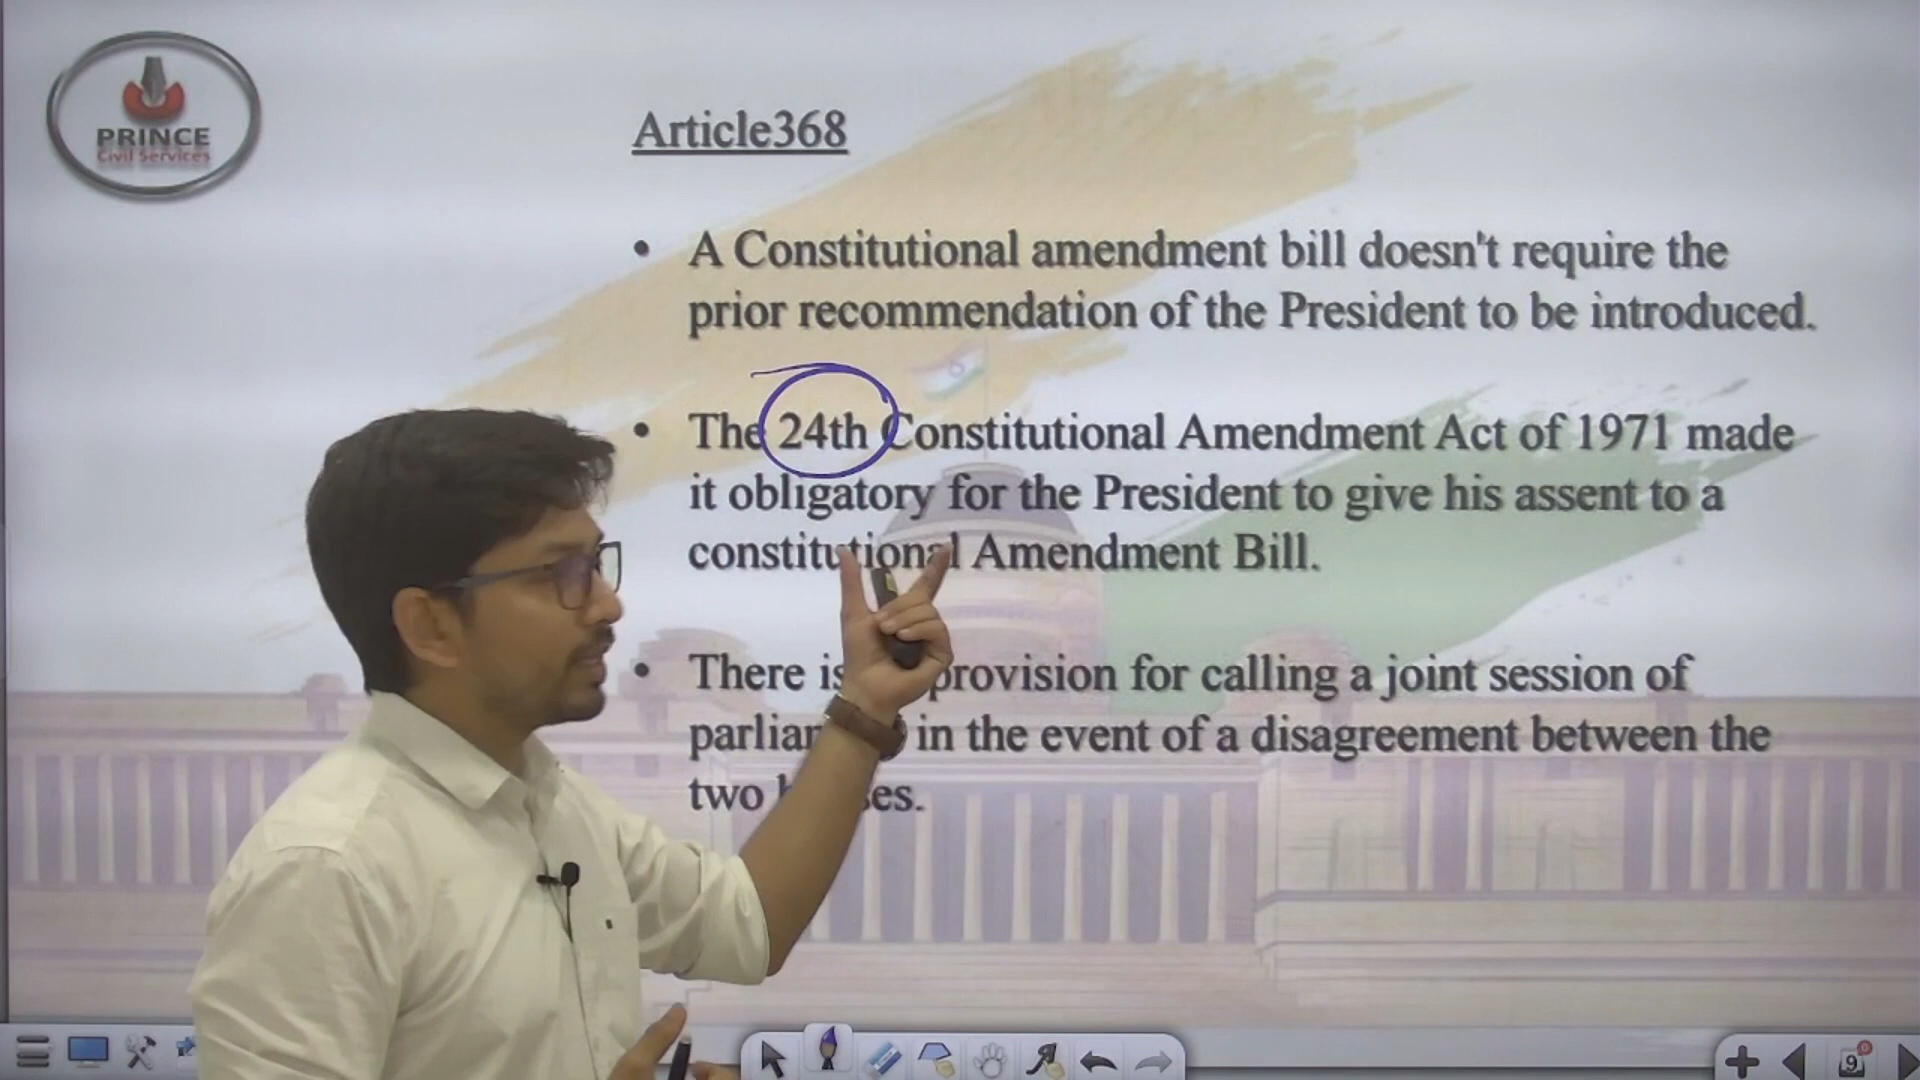 PRINCE
Civil Services
Article368
• A Constitutional amendment bill doesn't require the
prior recommendation of the President to be introduced.
• The 24th Constitutional Amendment Act of 1971 made
it obligatory for the President to give his assent to a
constitutional Amendment Bill.
• There is provision for calling a joint session of
in the event of a disagreement between the
two
9